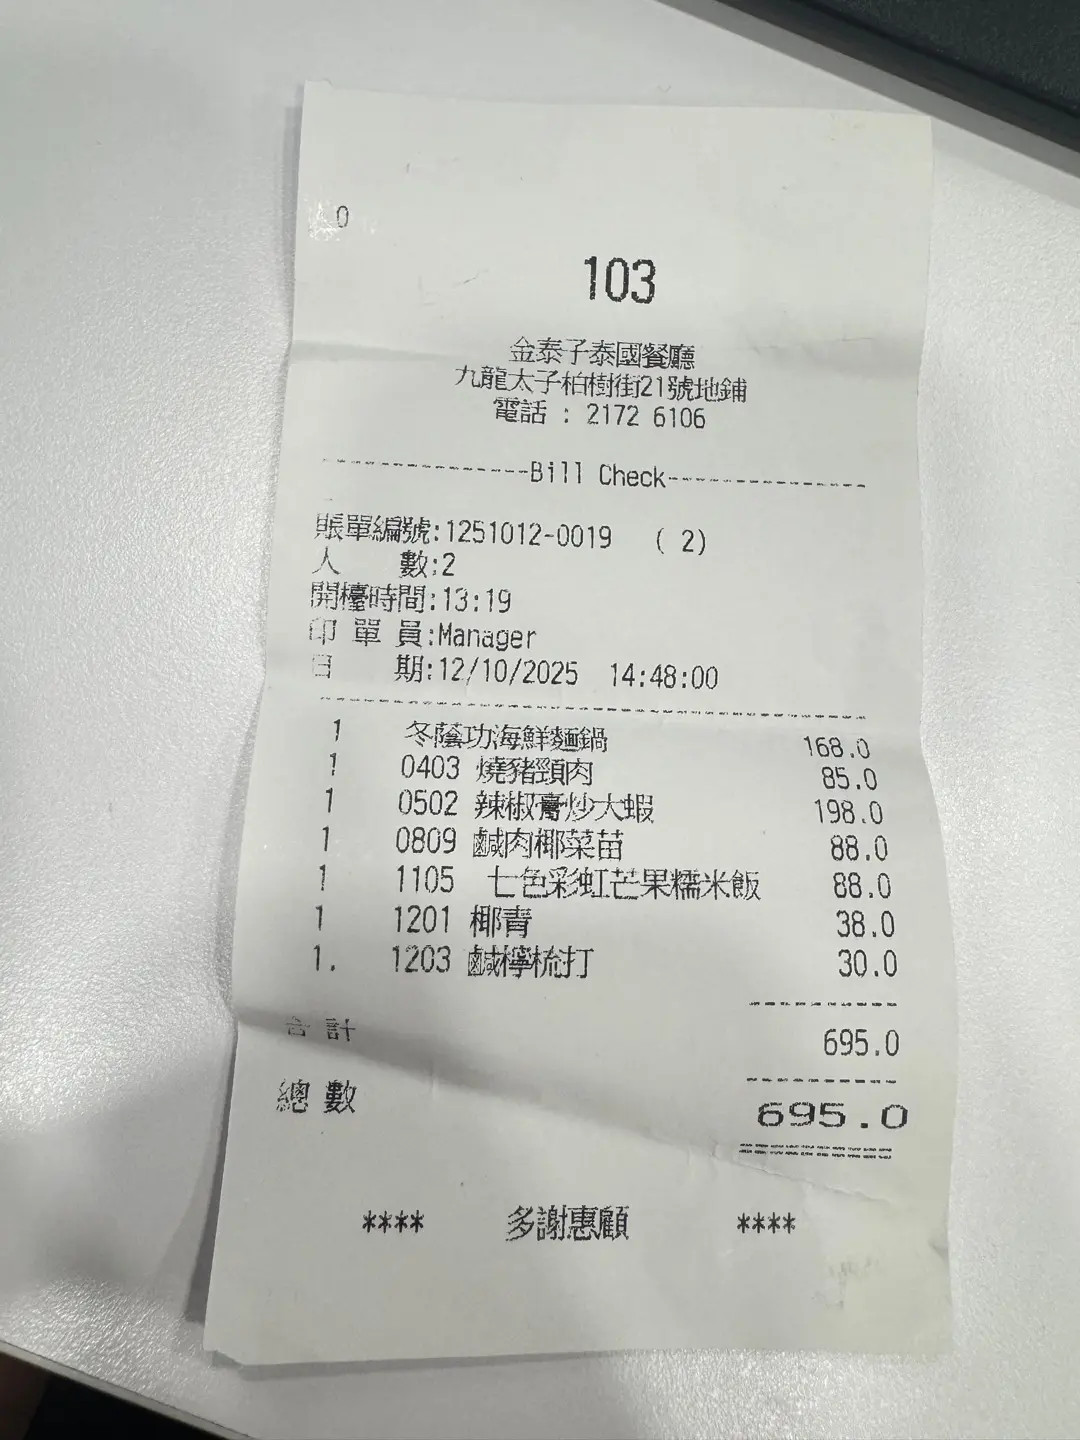 0
103
金泰子泰國餐廳
九龍太子柏樹街21號地鋪
電話 : 2172 6106
--------------Bill Check--------------
賬單編號:1251012-0019 ( 2)
人 數:2
開檯時間:13:19
印 單 員:Manager
日 期:12/10/2025 14:48:00
1 冬蔭功海鮮麵鍋 168.0
1 0403 燒豬頸肉 85.0
1 0502 辣椒膏炒大蝦 198.0
1 0809 鹹肉椰菜苗 88.0
1 1105 七色彩虹芒果糯米飯 88.0
1 1201 椰青 38.0
1. 1203 鹹檸梳打 30.0
合 計 695.0
總 數 695.0
**** 多謝惠顧 ****